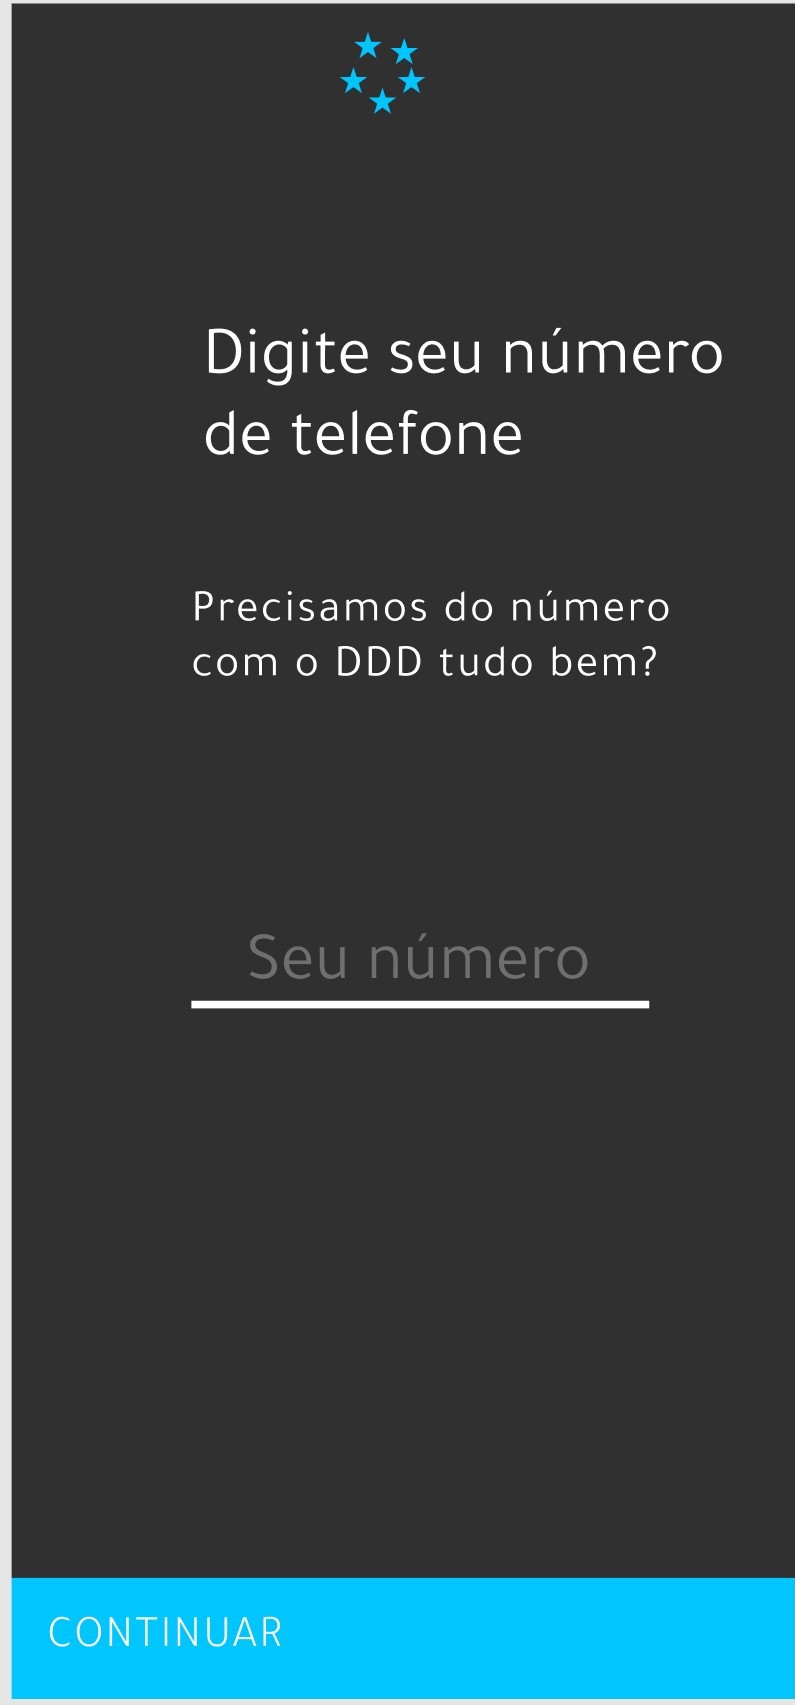 Digite seu número
de telefone
Precisamos do número
com o DDD tudo bem?
Seu número
CONTINUAR